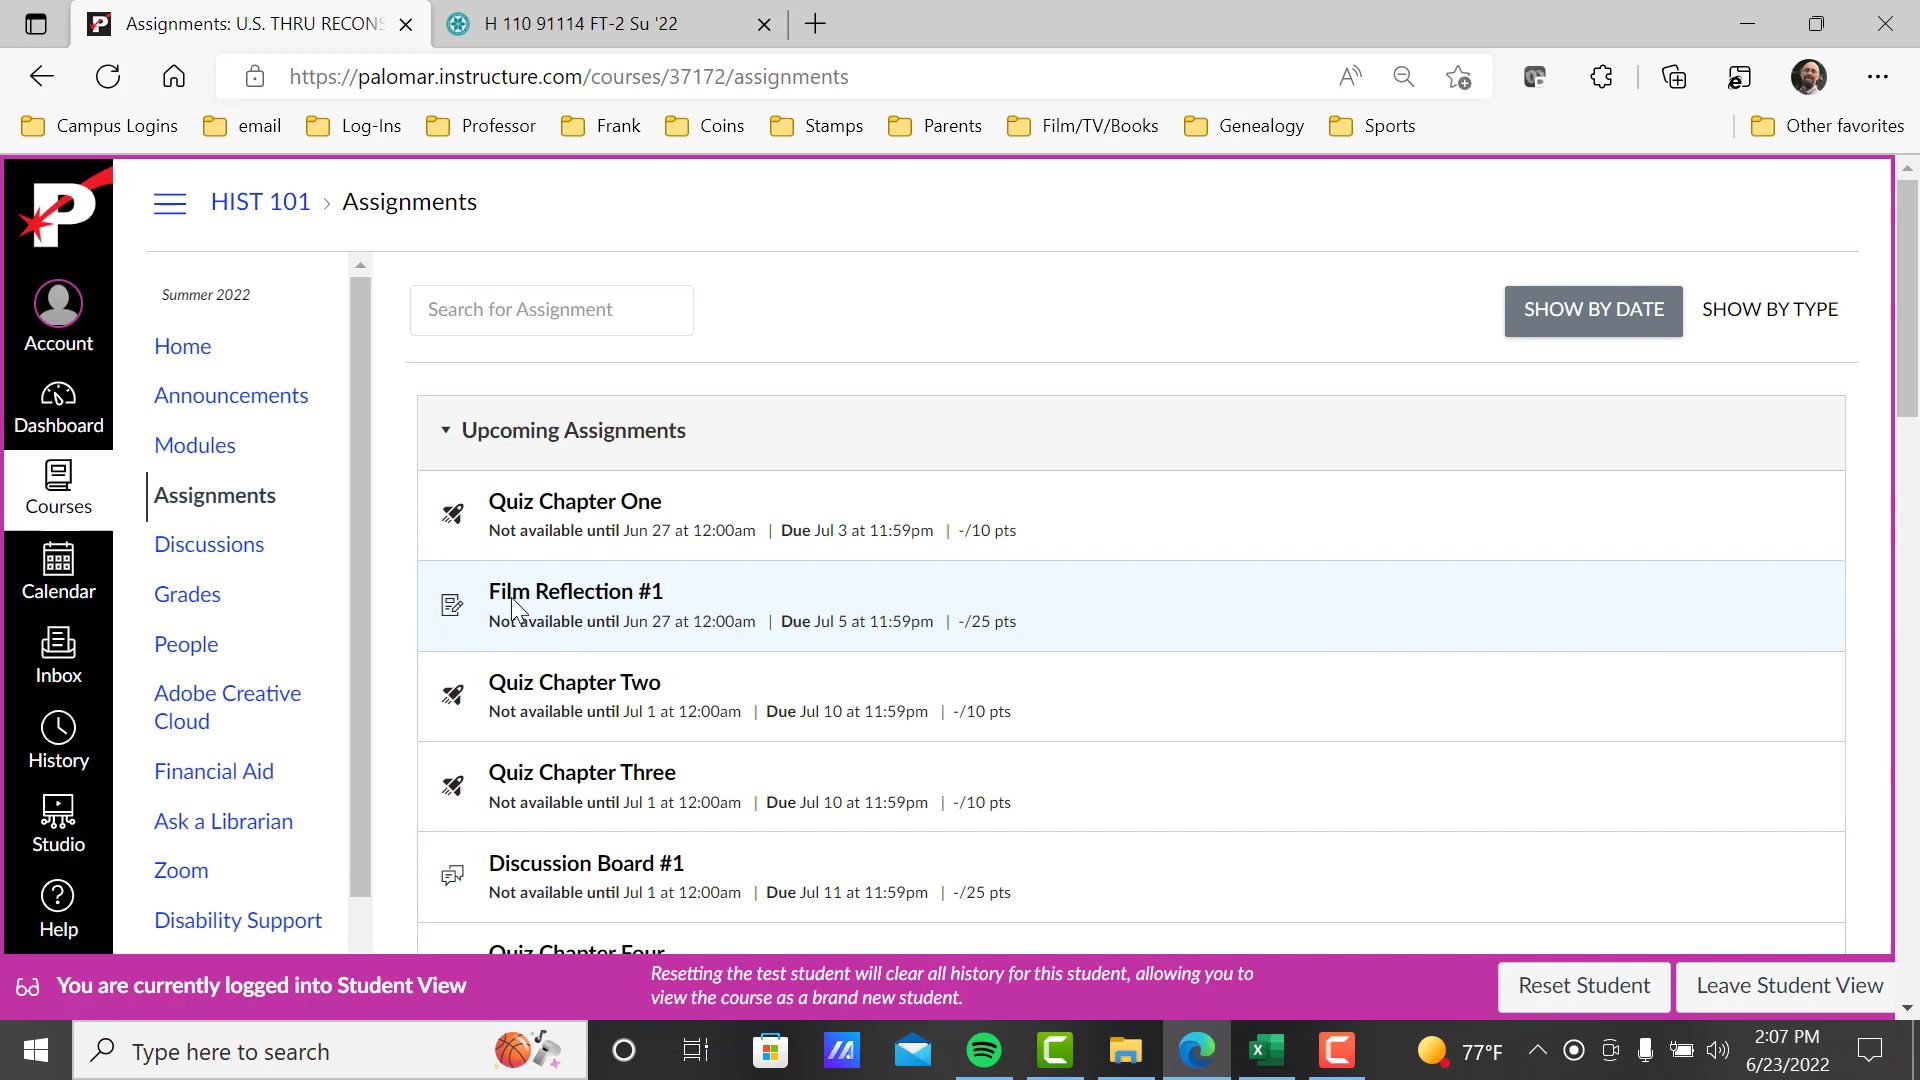 Assignments: U.S. THRU RECONS
H 110 91114 FT-2 Su '22
https://palomar.instructure.com/courses/37172/assignments
Campus Logins
email
Log-Ins
Professor
Frank
Coins
Stamps
Parents
Film/TV/Books
Genealogy
Sports
Other favorites
HIST 101 > Assignments
Account
Dashboard
Courses
Calendar
Inbox
History
Studio
Help
Summer 2022
Home
Announcements
Modules
Assignments
Discussions
Grades
People
Adobe Creative
Cloud
Financial Aid
Ask a Librarian
Zoom
Disability Support
Search for Assignment
SHOW BY DATE
SHOW BY TYPE
Upcoming Assignments
Quiz Chapter One
Not available until Jun 27 at 12:00am | Due Jul 3 at 11:59pm | -/10 pts
Film Reflection #1
Not available until Jun 27 at 12:00am | Due Jul 5 at 11:59pm | -/25 pts
Quiz Chapter Two
Not available until Jul 1 at 12:00am | Due Jul 10 at 11:59pm | -/10 pts
Quiz Chapter Three
Not available until Jul 1 at 12:00am | Due Jul 10 at 11:59pm | -/10 pts
Discussion Board #1
Not available until Jul 1 at 12:00am | Due Jul 11 at 11:59pm | -/25 pts
Quiz Chapter Four
You are currently logged into Student View
Resetting the test student will clear all history for this student, allowing you to
view the course as a brand new student.
Reset Student
Leave Student View
Type here to search
77°F
2:07 PM
6/23/2022